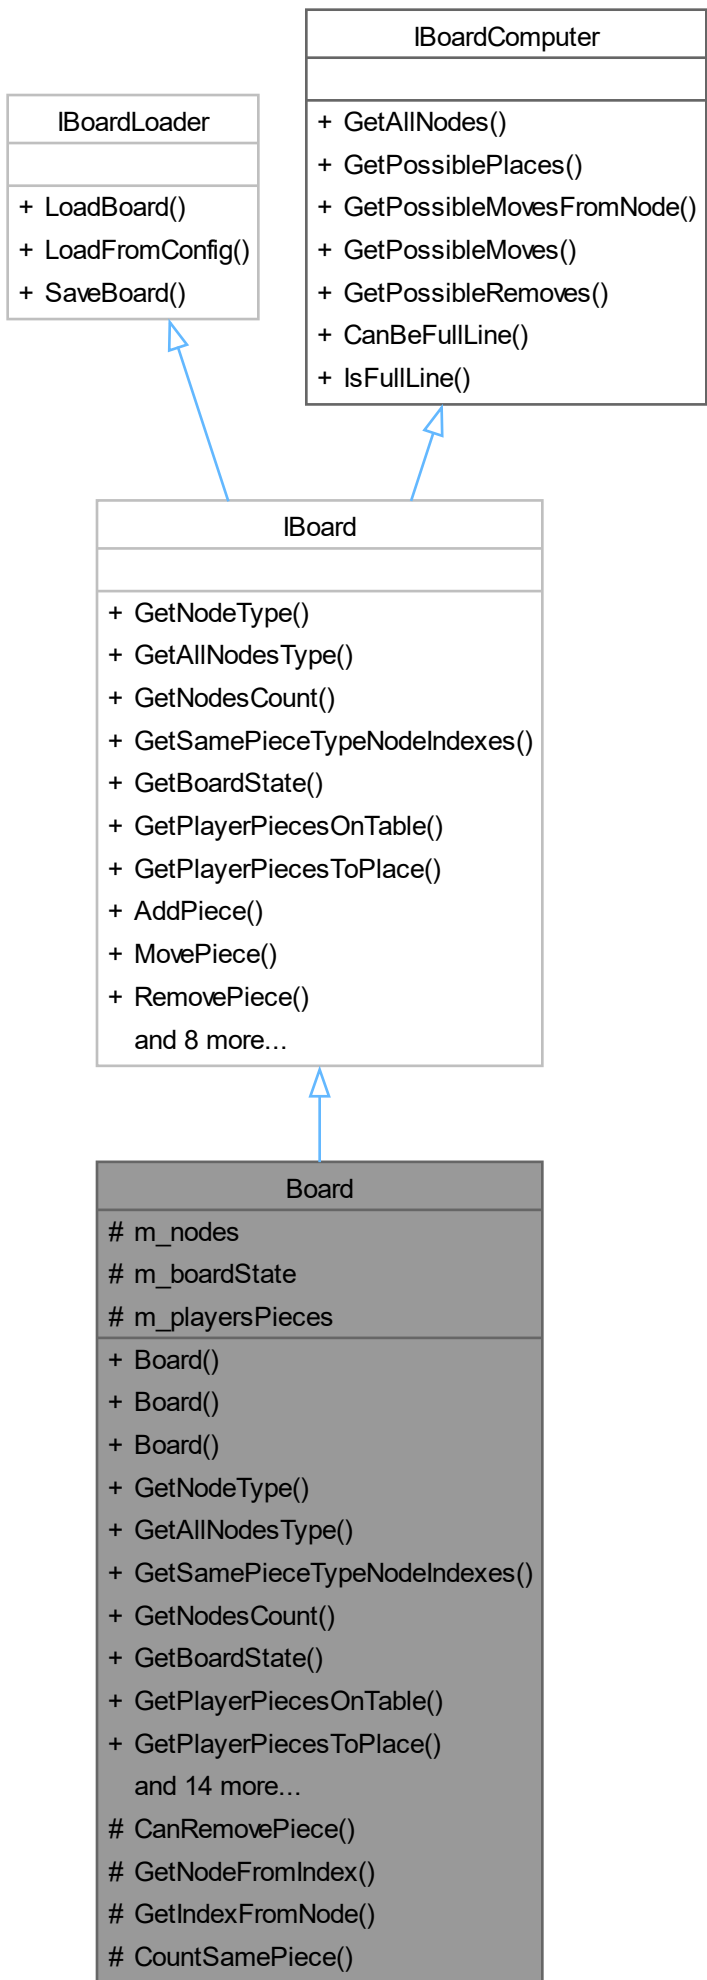 IBoardComputer
+ GetAllNodes()
+ GetPossiblePlaces()
+ GetPossibleMovesFromNode()
+ GetPossibleMoves()
+ GetPossibleRemoves()
+ CanBeFullLine()
+ IsFullLine()
IBoardLoader
+ LoadBoard()
+ LoadFromConfig()
+ SaveBoard()
IBoard
+ GetNodeType()
+ GetAllNodesType()
+ GetNodesCount()
+ GetSamePieceTypeNodeIndexes()
+ GetBoardState()
+ GetPlayerPiecesOnTable()
+ GetPlayerPiecesToPlace()
+ AddPiece()
+ MovePiece()
+ RemovePiece()
and 8 more...
Board
# m_nodes
# m_boardState
# m_playersPieces
+ Board()
+ Board()
+ Board()
+ GetNodeType()
+ GetAllNodesType()
+ GetSamePieceTypeNodeIndexes()
+ GetNodesCount()
+ GetBoardState()
+ GetPlayerPiecesOnTable()
+ GetPlayerPiecesToPlace()
and 14 more...
# CanRemovePiece()
# GetNodeFromIndex()
# GetIndexFromNode()
# CountSamePiece()